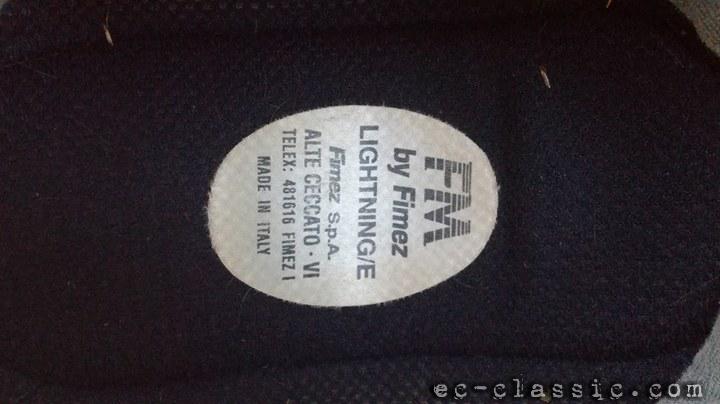 FM
by Fimez
LIGHTNING/E
Fimez S.p.A.
ALTE CECCATO - VI
TELEX: 481616 FIMEZ I
MADE IN ITALY
ec-classic.com